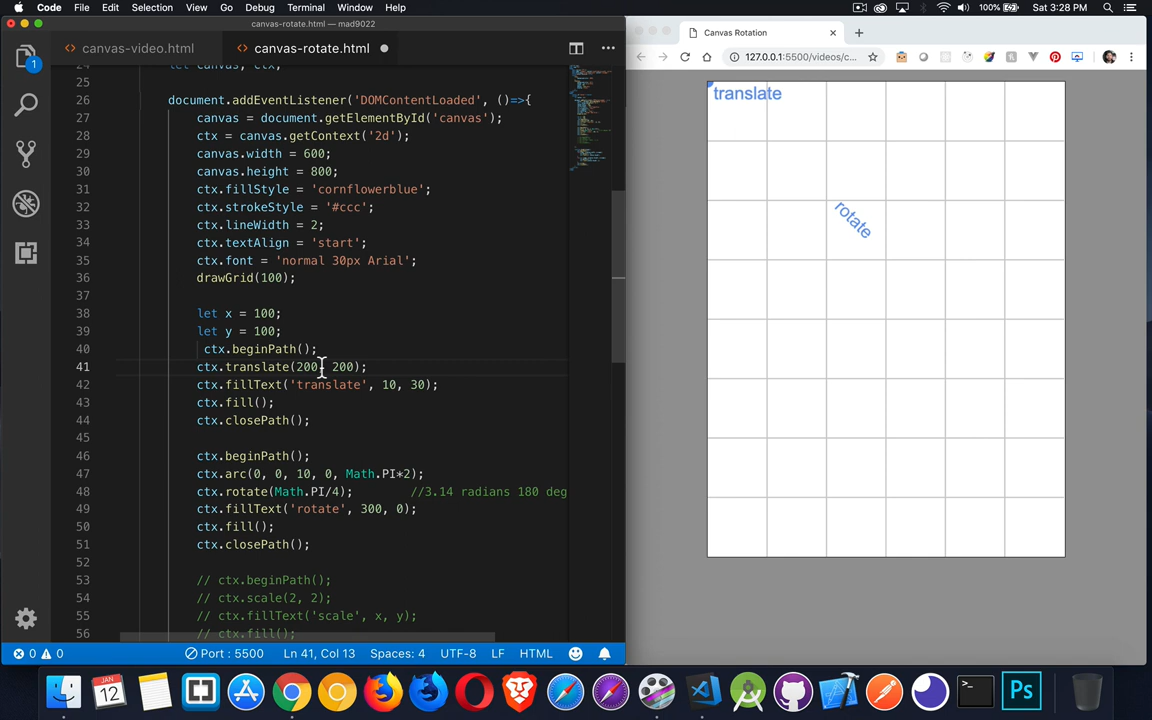 Code File Edit Selection View Go Debug Terminal Window Help 100% Sat 3:28 PM
canvas-rotate.html — mad9022
canvas-video.html canvas-rotate.html
Canvas Rotation
127.0.0.1:5500/videos/c...
24 let canvas, ctx;
25
26 document.addEventListener('DOMContentLoaded', ()=>{
27 canvas = document.getElementById('canvas');
28 ctx = canvas.getContext('2d');
29 canvas.width = 600;
30 canvas.height = 800;
31 ctx.fillStyle = 'cornflowerblue';
32 ctx.strokeStyle = '#ccc';
33 ctx.lineWidth = 2;
34 ctx.textAlign = 'start';
35 ctx.font = 'normal 30px Arial';
36 drawGrid(100);
37
38 let x = 100;
39 let y = 100;
40 ctx.beginPath();
41 ctx.translate(200, 200);
42 ctx.fillText('translate', 10, 30);
43 ctx.fill();
44 ctx.closePath();
45
46 ctx.beginPath();
47 ctx.arc(0, 0, 10, 0, Math.PI*2);
48 ctx.rotate(Math.PI/4); //3.14 radians 180 deg
49 ctx.fillText('rotate', 300, 0);
50 ctx.fill();
51 ctx.closePath();
52
53 // ctx.beginPath();
54 // ctx.scale(2, 2);
55 // ctx.fillText('scale', x, y);
56 // ctx.fill();
translate
rotate
1
0 0 Port : 5500 Ln 41, Col 13 Spaces: 4 UTF-8 LF HTML
JAN
12
Ps